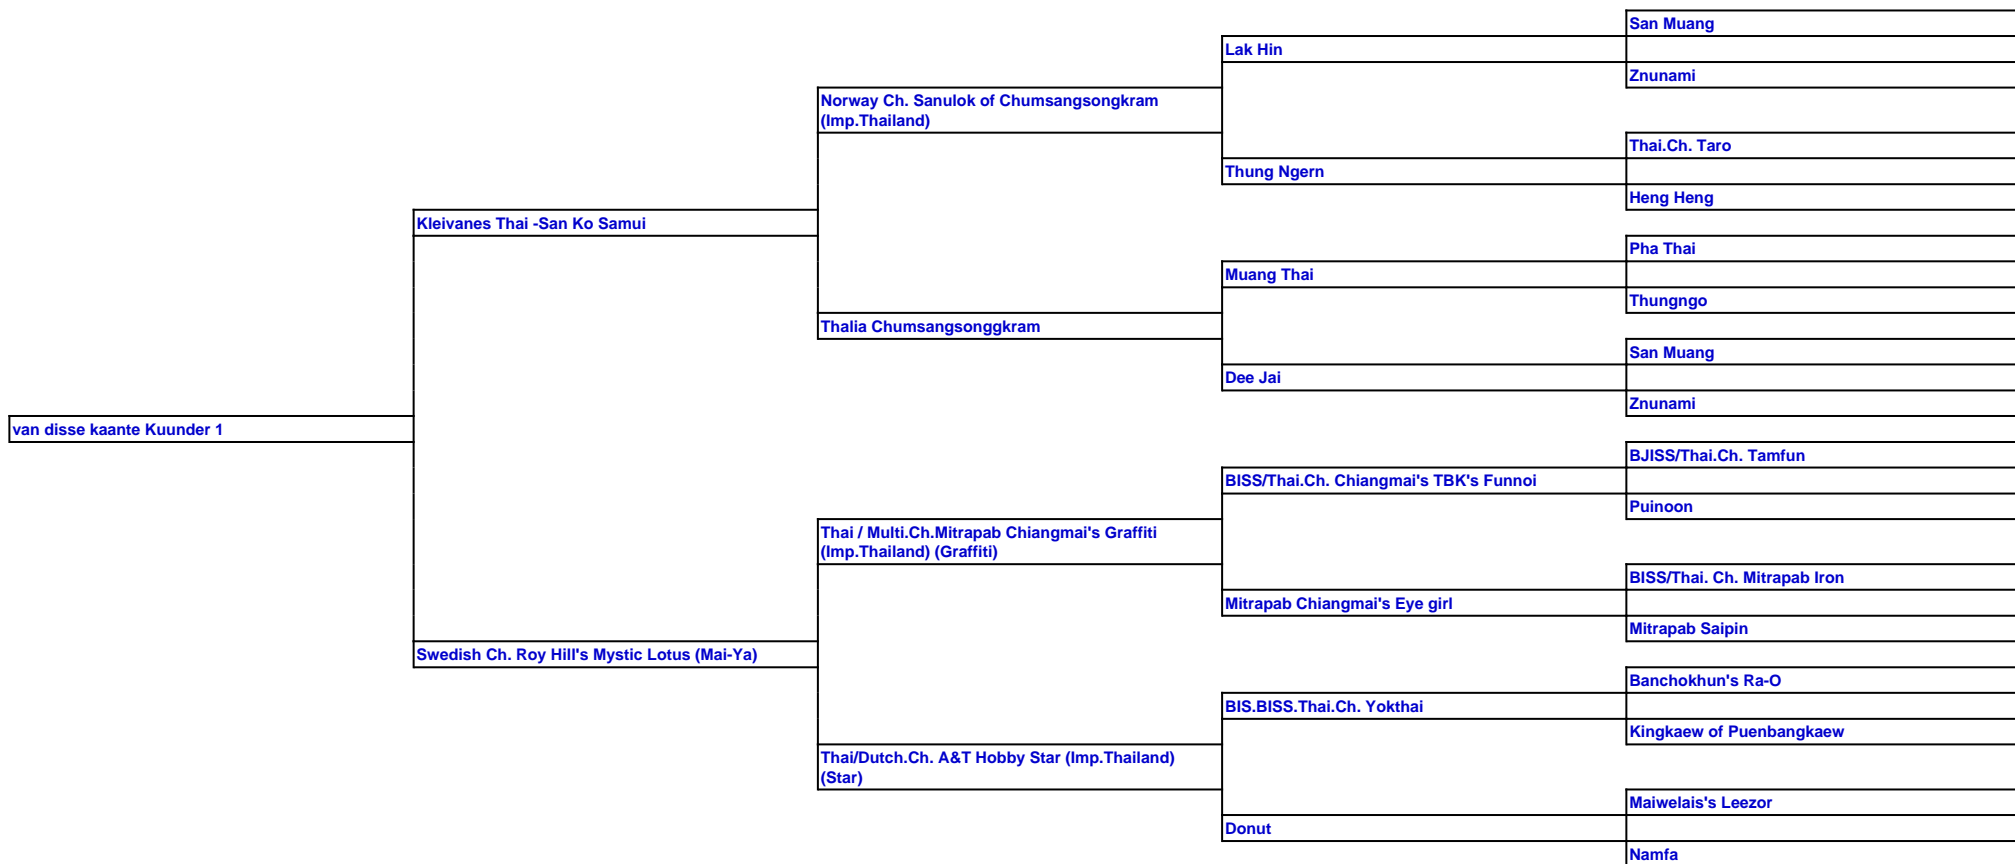 San Muang
Lak Hin
Znunami
Norway Ch. Sanulok of Chumsangsongkram
(Imp.Thailand)
Thai.Ch. Taro
Thung Ngern
Heng Heng
Kleivanes Thai -San Ko Samui
Pha Thai
Muang Thai
Thungngo
Thalia Chumsangsonggkram
San Muang
Dee Jai
Znunami
van disse kaante Kuunder 1
BJISS/Thai.Ch. Tamfun
BISS/Thai.Ch. Chiangmai's TBK's Funnoi
Puinoon
Thai / Multi.Ch.Mitrapab Chiangmai's Graffiti
(Imp.Thailand) (Graffiti)
BISS/Thai. Ch. Mitrapab Iron
Mitrapab Chiangmai's Eye girl
Mitrapab Saipin
Swedish Ch. Roy Hill's Mystic Lotus (Mai-Ya)
Banchokhun's Ra-O
BIS.BISS.Thai.Ch. Yokthai
Kingkaew of Puenbangkaew
Thai/Dutch.Ch. A&T Hobby Star (Imp.Thailand)
(Star)
Maiwelais's Leezor
Donut
Namfa